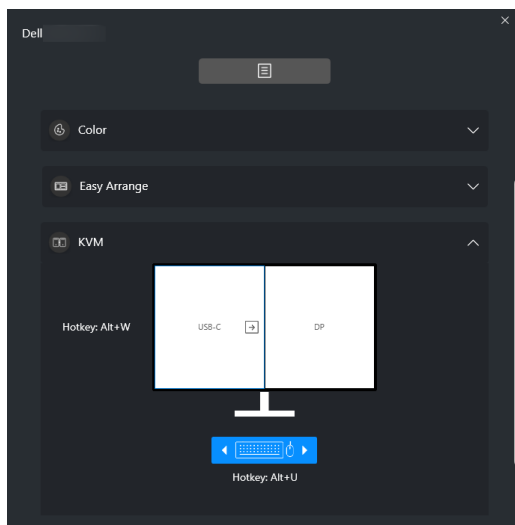 Dell
Color
Easy Arrange
KVM
Hotkey: Alt+W
USB-C
DP
Hotkey: Alt+U